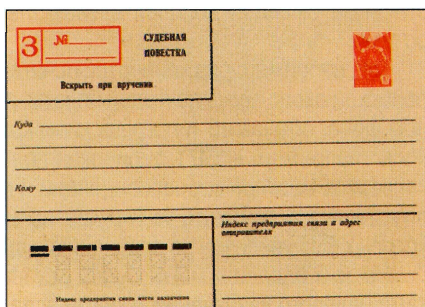 З
№
СУДЕБНАЯ
ПОВЕСТКА
Вскрыть при вручении
Куда
Кому
Индекс предприятия связи и адрес
отправителя
Индекс предприятия связи места назначения